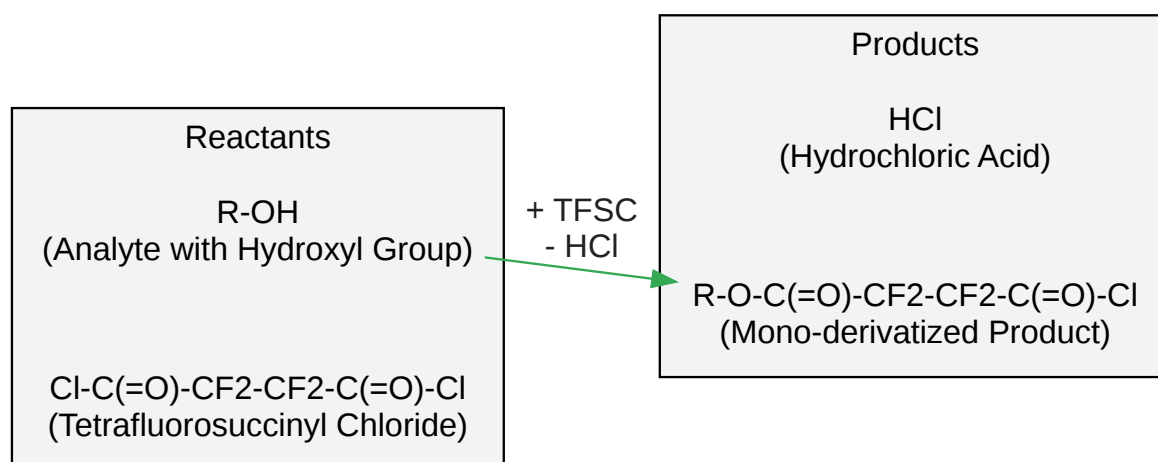 Reactants
R-OH
(Analyte with Hydroxyl Group)
Cl-C(=O)-CF2-CF2-C(=O)-Cl
(Tetrafluorosuccinyl Chloride)
+ TFSC
- HCl
Products
HCl
(Hydrochloric Acid)
R-O-C(=O)-CF2-CF2-C(=O)-Cl
(Mono-derivatized Product)